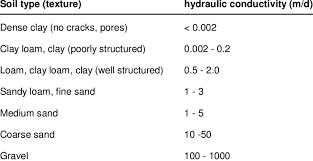 Soil type (texture) hydraulic conductivity (m/d)
Dense clay (no cracks, pores) < 0.002
Clay loam, clay (poorly structured) 0.002 - 0.2
Loam, clay loam, clay (well structured) 0.5 - 2.0
Sandy loam, fine sand 1 - 3
Medium sand 1 - 5
Coarse sand 10 -50
Gravel 100 - 1000